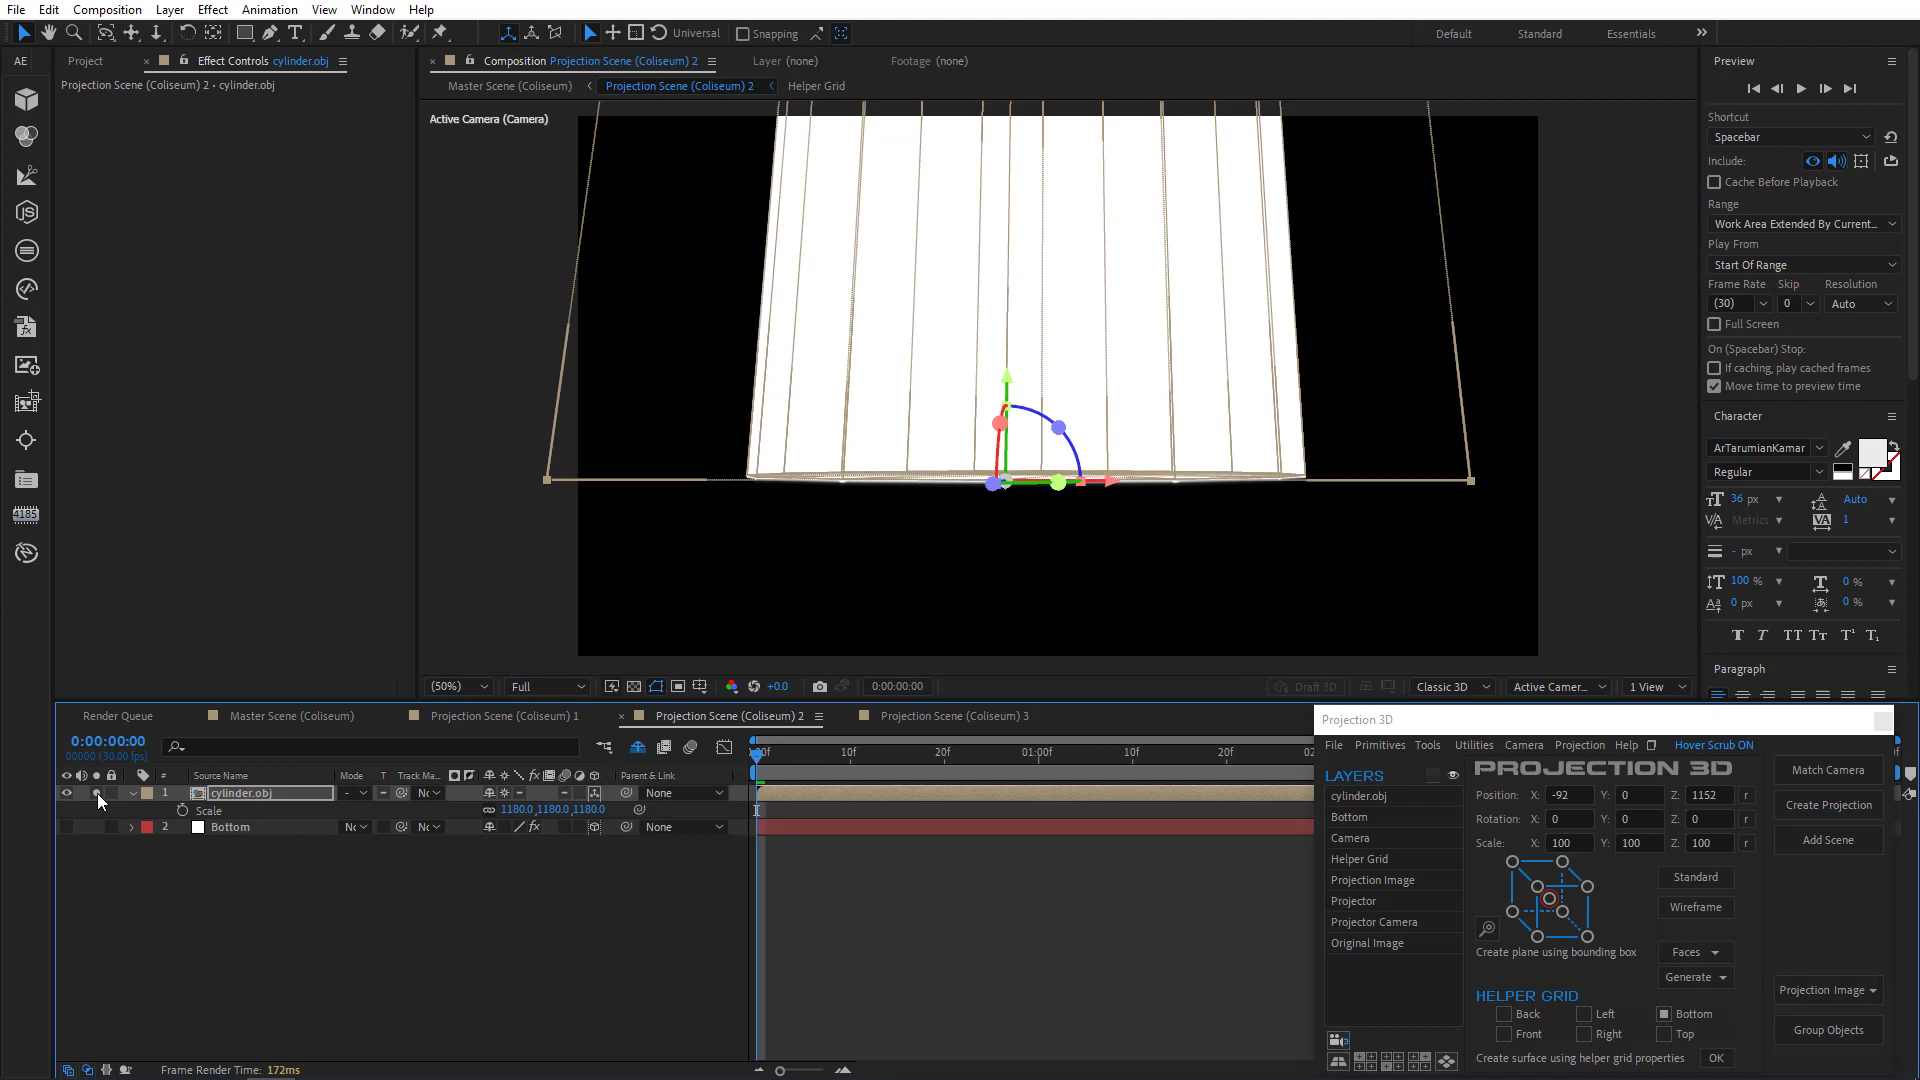 File Edit Composition Layer Effect Animation View Window Help
Universal Snapping Default Standard Essentials
AE Project Effect Controls cylinder.obj Composition Projection Scene (Coliseum) 2 Layer (none) Footage (none) Preview
Projection Scene (Coliseum) 2 • cylinder.obj Master Scene (Coliseum) Projection Scene (Coliseum) 2 Helper Grid
Active Camera (Camera)
Shortcut
Spacebar
Include:
Cache Before Playback
Range
Work Area Extended By Current...
Play From
Start Of Range
Frame Rate Skip Resolution
(30) 0 Auto
Full Screen
On (Spacebar) Stop:
If caching, play cached frames
Move time to preview time
Character
ArTarumianKamar
Regular
36 px Auto
Metrics 1
- px
100 % 0 %
0 px 0 %
T T TT Tt T¹ T₁
Paragraph
4185
(50%) Full +0.0 0:00:00:00 Draft 3D Classic 3D Active Camer... 1 View
Render Queue Master Scene (Coliseum) Projection Scene (Coliseum) 1 Projection Scene (Coliseum) 2 Projection Scene (Coliseum) 3
0:00:00:00
00000 (30.00 fps)
10f 20f 01:00f 10f 20f
# Source Name Mode T Track Ma... Parent & Link
1 cylinder.obj - None
Scale 1180.0,1180.0,1180.0
2 Bottom None
Frame Render Time: 172ms
Projection 3D
File Primitives Tools Utilities Camera Projection Help Hover Scrub ON
LAYERS
cylinder.obj
Bottom
Camera
Helper Grid
Projection Image
Projector
Projector Camera
Original Image
PROJECTION 3D
Position: X: -92 Y: 0 Z: 1152 r
Rotation: X: 0 Y: 0 Z: 0 r
Scale: X: 100 Y: 100 Z: 100 r
Standard
Wireframe
Create plane using bounding box Faces
Generate
HELPER GRID
Back Left Bottom
Front Right Top
Create surface using helper grid properties OK
Match Camera
Create Projection
Add Scene
Projection Image
Group Objects